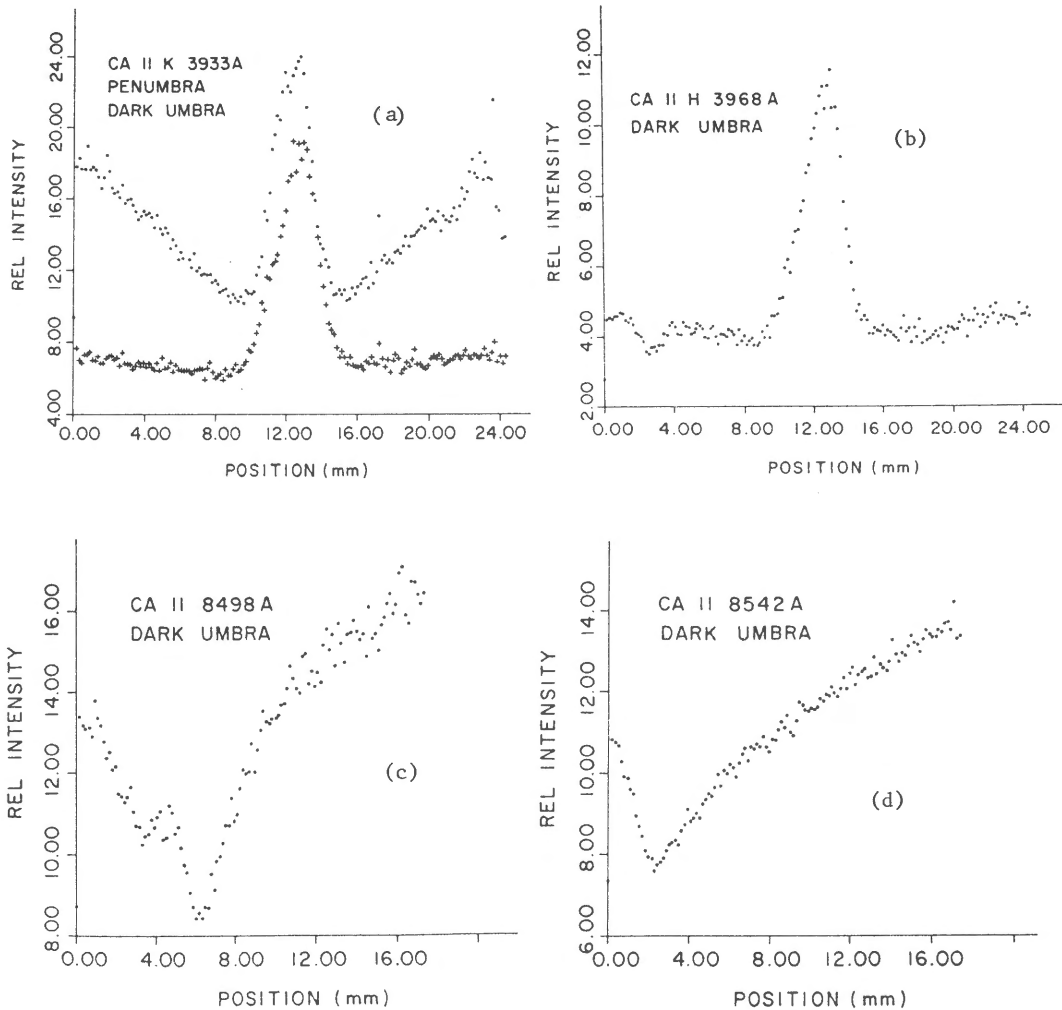 CA II K 3933A
PENUMBRA
DARK UMBRA
(a)
REL INTENSITY
24.00
20.00
16.00
12.00
8.00
4.00
0.00 4.00 8.00 12.00 16.00 20.00 24.00
POSITION (mm)
CA II H 3968A
DARK UMBRA
(b)
REL INTENSITY
12.00
10.00
8.00
6.00
4.00
2.00
0.00 4.00 8.00 12.00 16.00 20.00 24.00
POSITION (mm)
CA II 8498A
DARK UMBRA
(c)
REL INTENSITY
16.00
14.00
12.00
10.00
8.00
0.00 4.00 8.00 12.00 16.00
POSITION (mm)
CA II 8542A
DARK UMBRA
(d)
REL INTENSITY
14.00
12.00
10.00
8.00
6.00
0.00 4.00 8.00 12.00 16.00
POSITION (mm)